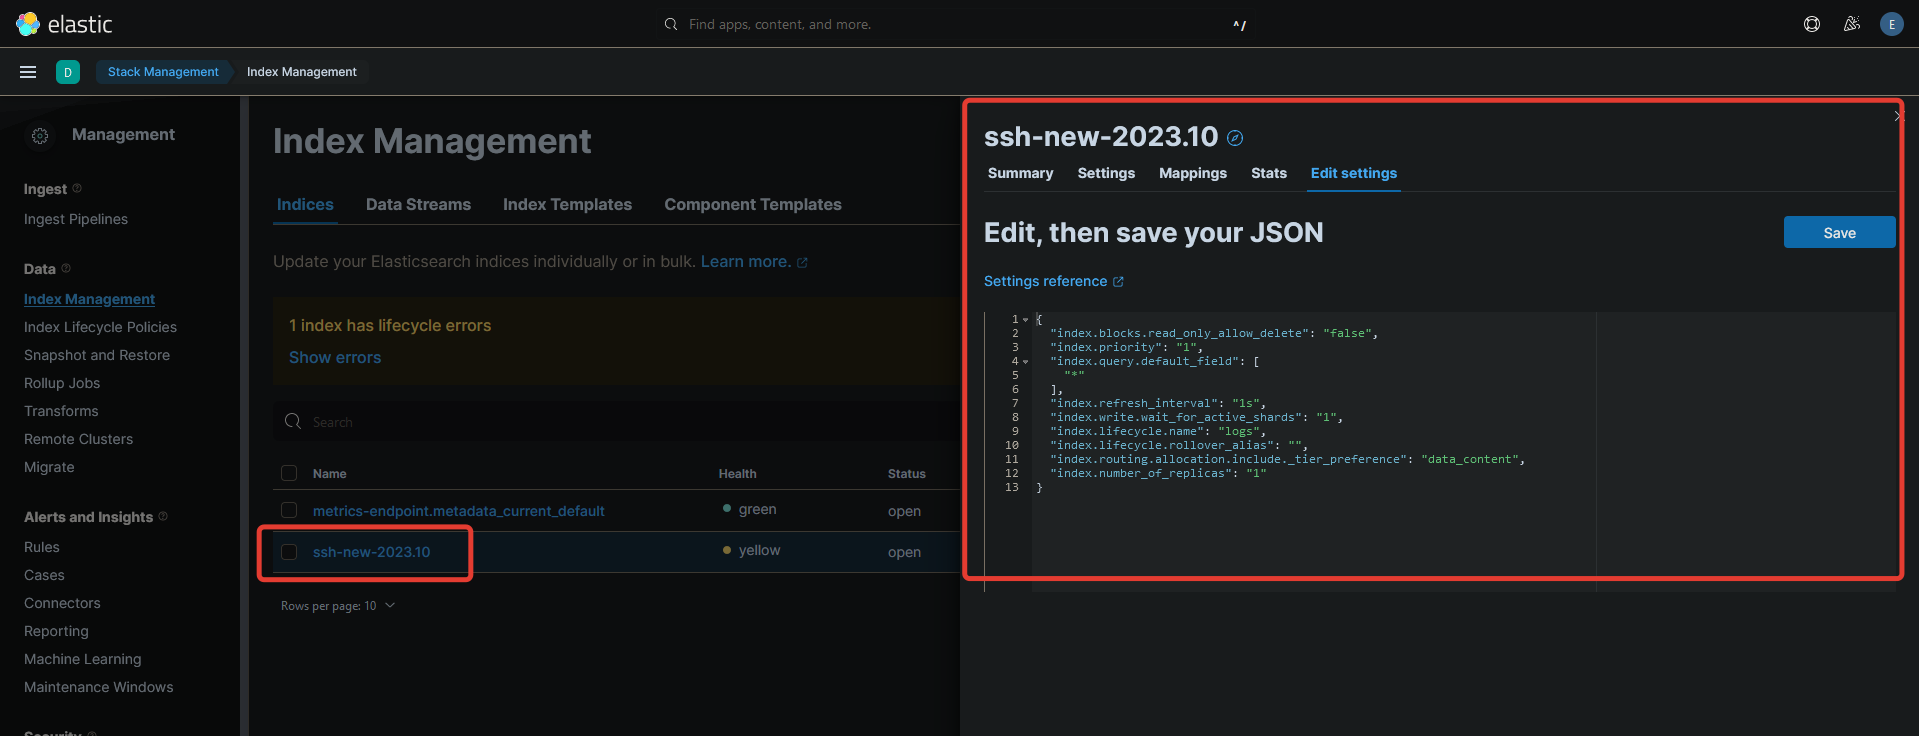 elastic
Find apps, content, and more.
^/
E
D
Stack Management
Index Management
Management
Ingest
Ingest Pipelines
Data
Index Management
Index Lifecycle Policies
Snapshot and Restore
Rollup Jobs
Transforms
Remote Clusters
Migrate
Alerts and Insights
Rules
Cases
Connectors
Reporting
Machine Learning
Maintenance Windows
Security
Index Management
Indices
Data Streams
Index Templates
Component Templates
Update your Elasticsearch indices individually or in bulk. Learn more.
1 index has lifecycle errors
Show errors
Search
Name Health Status
metrics-endpoint.metadata_current_default green open
ssh-new-2023.10 yellow open
Rows per page: 10
ssh-new-2023.10
Summary Settings Mappings Stats Edit settings
Edit, then save your JSON
Save
Settings reference
1 {
2 "index.blocks.read_only_allow_delete": "false",
3 "index.priority": "1",
4 "index.query.default_field": [
5 "*"
6 ],
7 "index.refresh_interval": "1s",
8 "index.write.wait_for_active_shards": "1",
9 "index.lifecycle.name": "logs",
10 "index.lifecycle.rollover_alias": "",
11 "index.routing.allocation.include._tier_preference": "data_content",
12 "index.number_of_replicas": "1"
13 }